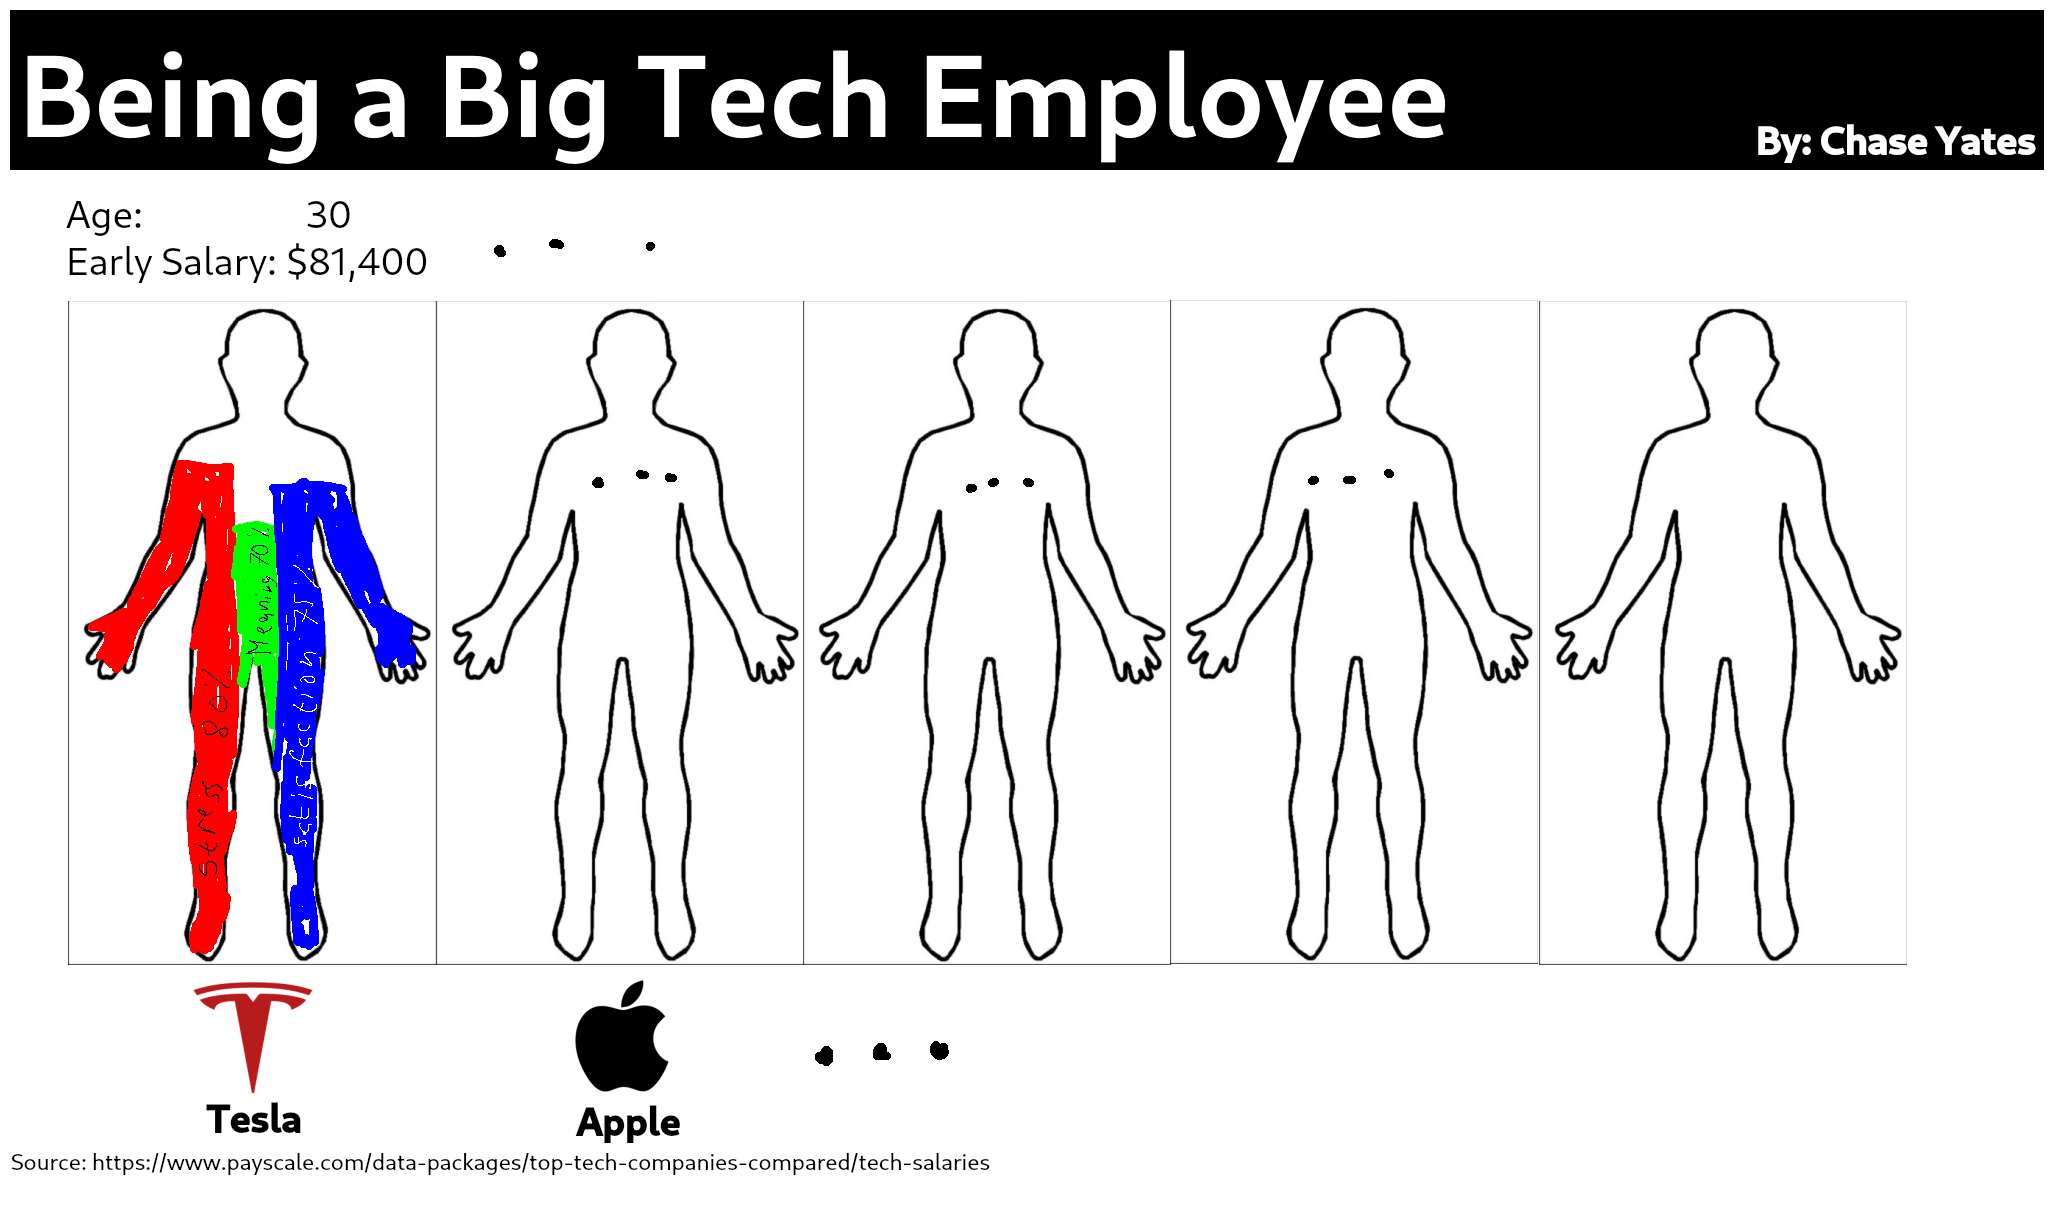 Being a Big Tech Employee
By: Chase Yates
Age: 30
Early Salary: $81,400
Stress 80%
Meaning 70%
satisfaction 75%
Tesla
Apple
Source: https://www.payscale.com/data-packages/top-tech-companies-compared/tech-salaries